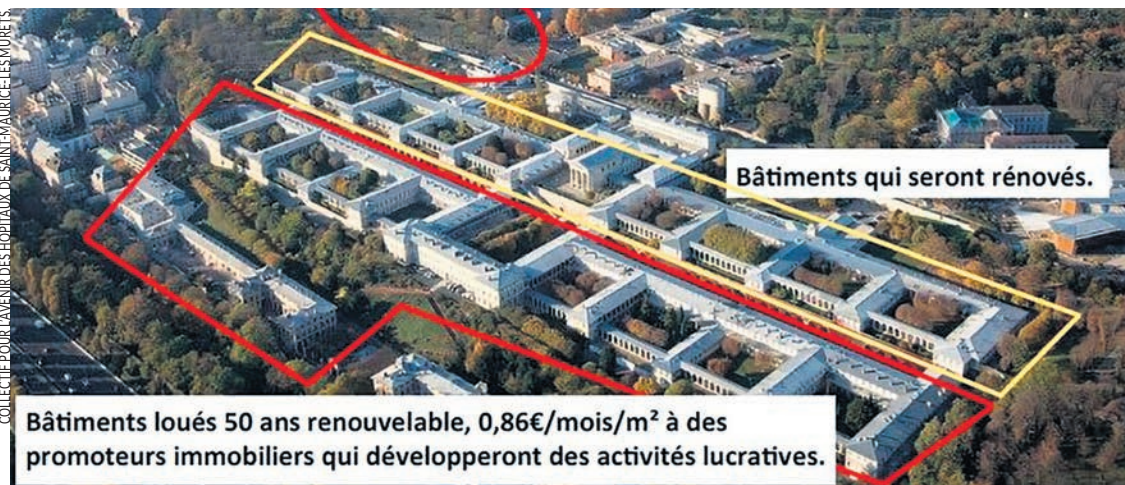 COLLECTIF POUR L'AVENIR DES HÔPITAUX DE SAINT-MAURICE-LES MURETS.
Bâtiments qui seront rénovés.
Bâtiments loués 50 ans renouvelable, 0,86€/mois/m² à des
promoteurs immobiliers qui développeront des activités lucratives.